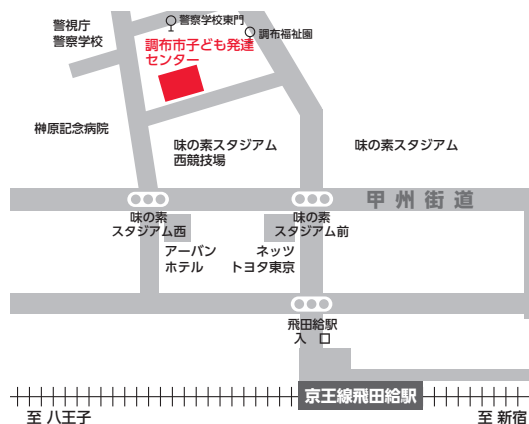 警察学校東門
警視庁
警察学校
調布福祉園
調布市子ども発達
センター
榊原記念病院
味の素スタジアム
西競技場
味の素スタジアム
甲州街道
味の素
スタジアム西
味の素
スタジアム前
アーバン
ホテル
ネッツ
トヨタ東京
飛田給駅
入　口
京王線飛田給駅
至 八王子
至 新宿